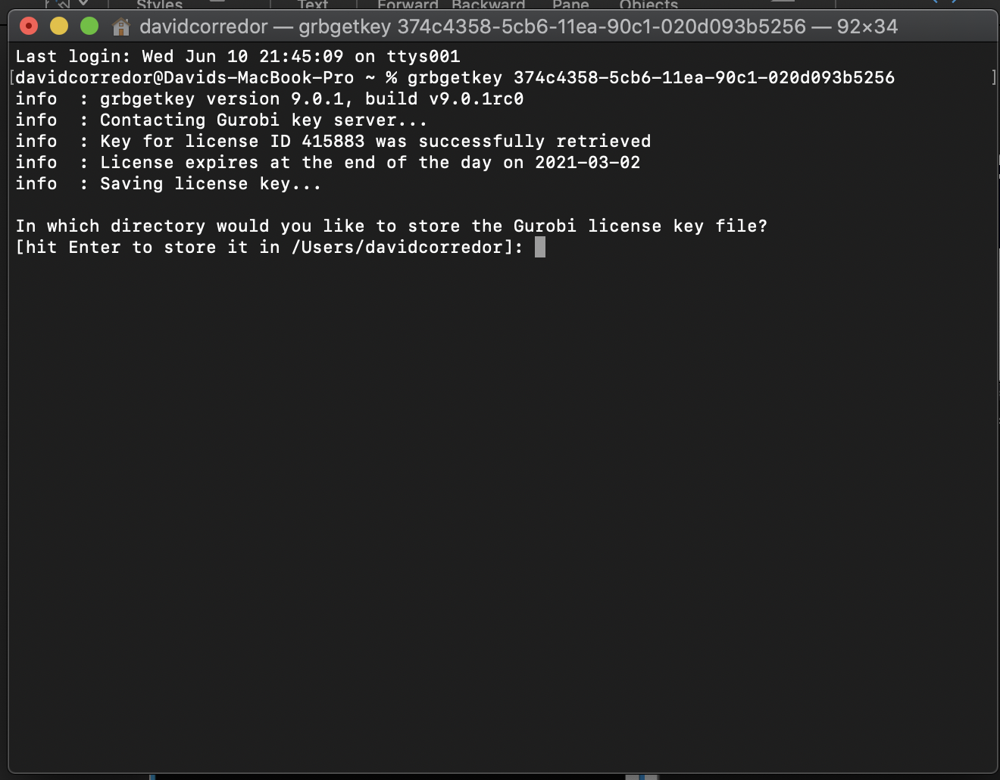 Styles Text Forward Backward Pane Objects
davidcorredor — grbgetkey 374c4358-5cb6-11ea-90c1-020d093b5256 — 92×34
Last login: Wed Jun 10 21:45:09 on ttys001
[davidcorredor@Davids-MacBook-Pro ~ % grbgetkey 374c4358-5cb6-11ea-90c1-020d093b5256 ]
info  : grbgetkey version 9.0.1, build v9.0.1rc0
info  : Contacting Gurobi key server...
info  : Key for license ID 415883 was successfully retrieved
info  : License expires at the end of the day on 2021-03-02
info  : Saving license key...
In which directory would you like to store the Gurobi license key file?
[hit Enter to store it in /Users/davidcorredor]: